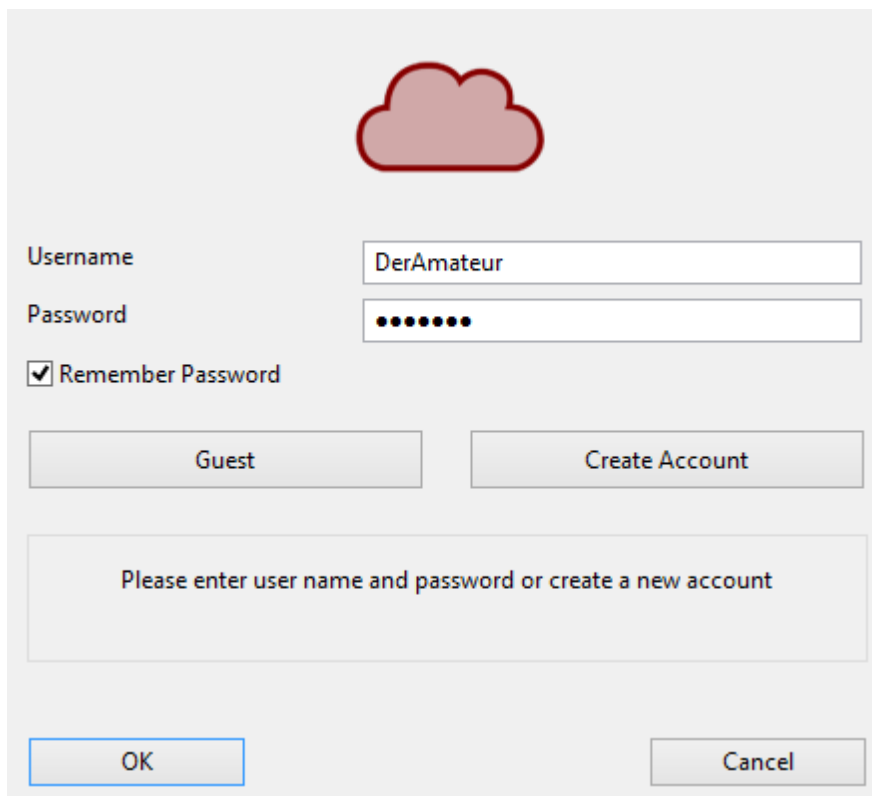 Username
DerAmateur
Password
•••••••
Remember Password
Guest
Create Account
Please enter user name and password or create a new account
OK
Cancel